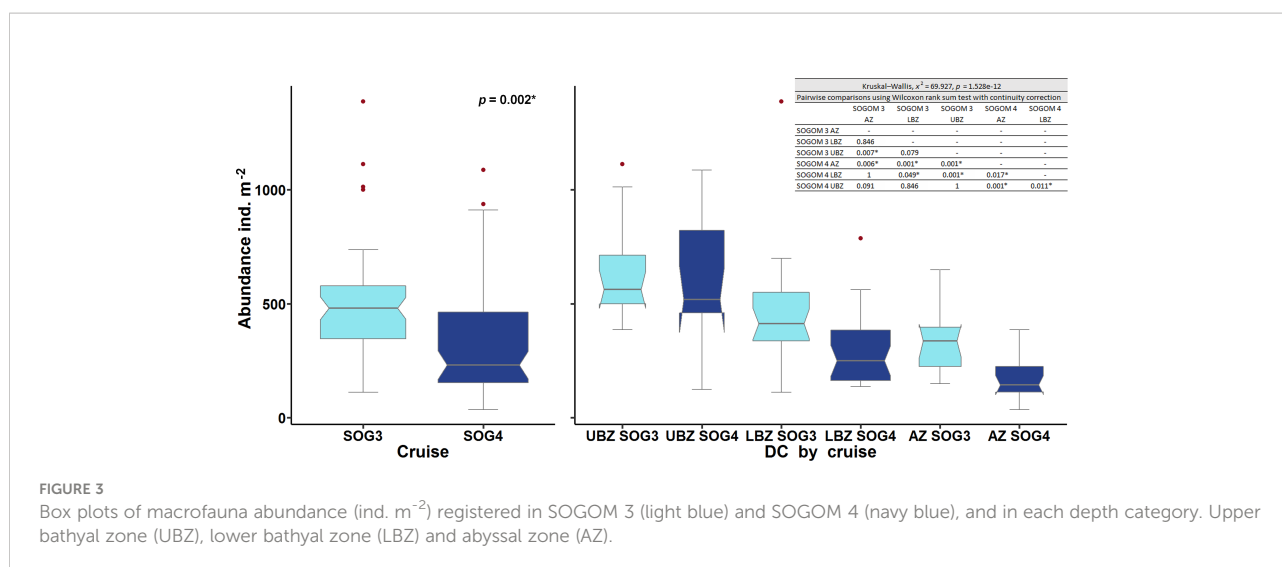 p = 0.002*
Abundance ind. m-2
1000
500
0
SOG3 SOG4
Cruise
Kruskal–Wallis, x2 = 69.927, p = 1.528e-12
Pairwise comparisons using Wilcoxon rank sum test with continuity correction
SOGOM 3 SOGOM 3 SOGOM 3 SOGOM 4 SOGOM 4
AZ LBZ UBZ AZ LBZ
SOGOM 3 AZ - - - - -
SOGOM 3 LBZ 0.846 - - - -
SOGOM 3 UBZ 0.007* 0.079 - - -
SOGOM 4 AZ 0.006* 0.001* 0.001* - -
SOGOM 4 LBZ 1 0.049* 0.001* 0.017* -
SOGOM 4 UBZ 0.091 0.846 1 0.001* 0.011*
UBZ SOG3 UBZ SOG4 LBZ SOG3 LBZ SOG4 AZ SOG3 AZ SOG4
DC by cruise
FIGURE 3
Box plots of macrofauna abundance (ind. m-2) registered in SOGOM 3 (light blue) and SOGOM 4 (navy blue), and in each depth category. Upper
bathyal zone (UBZ), lower bathyal zone (LBZ) and abyssal zone (AZ).